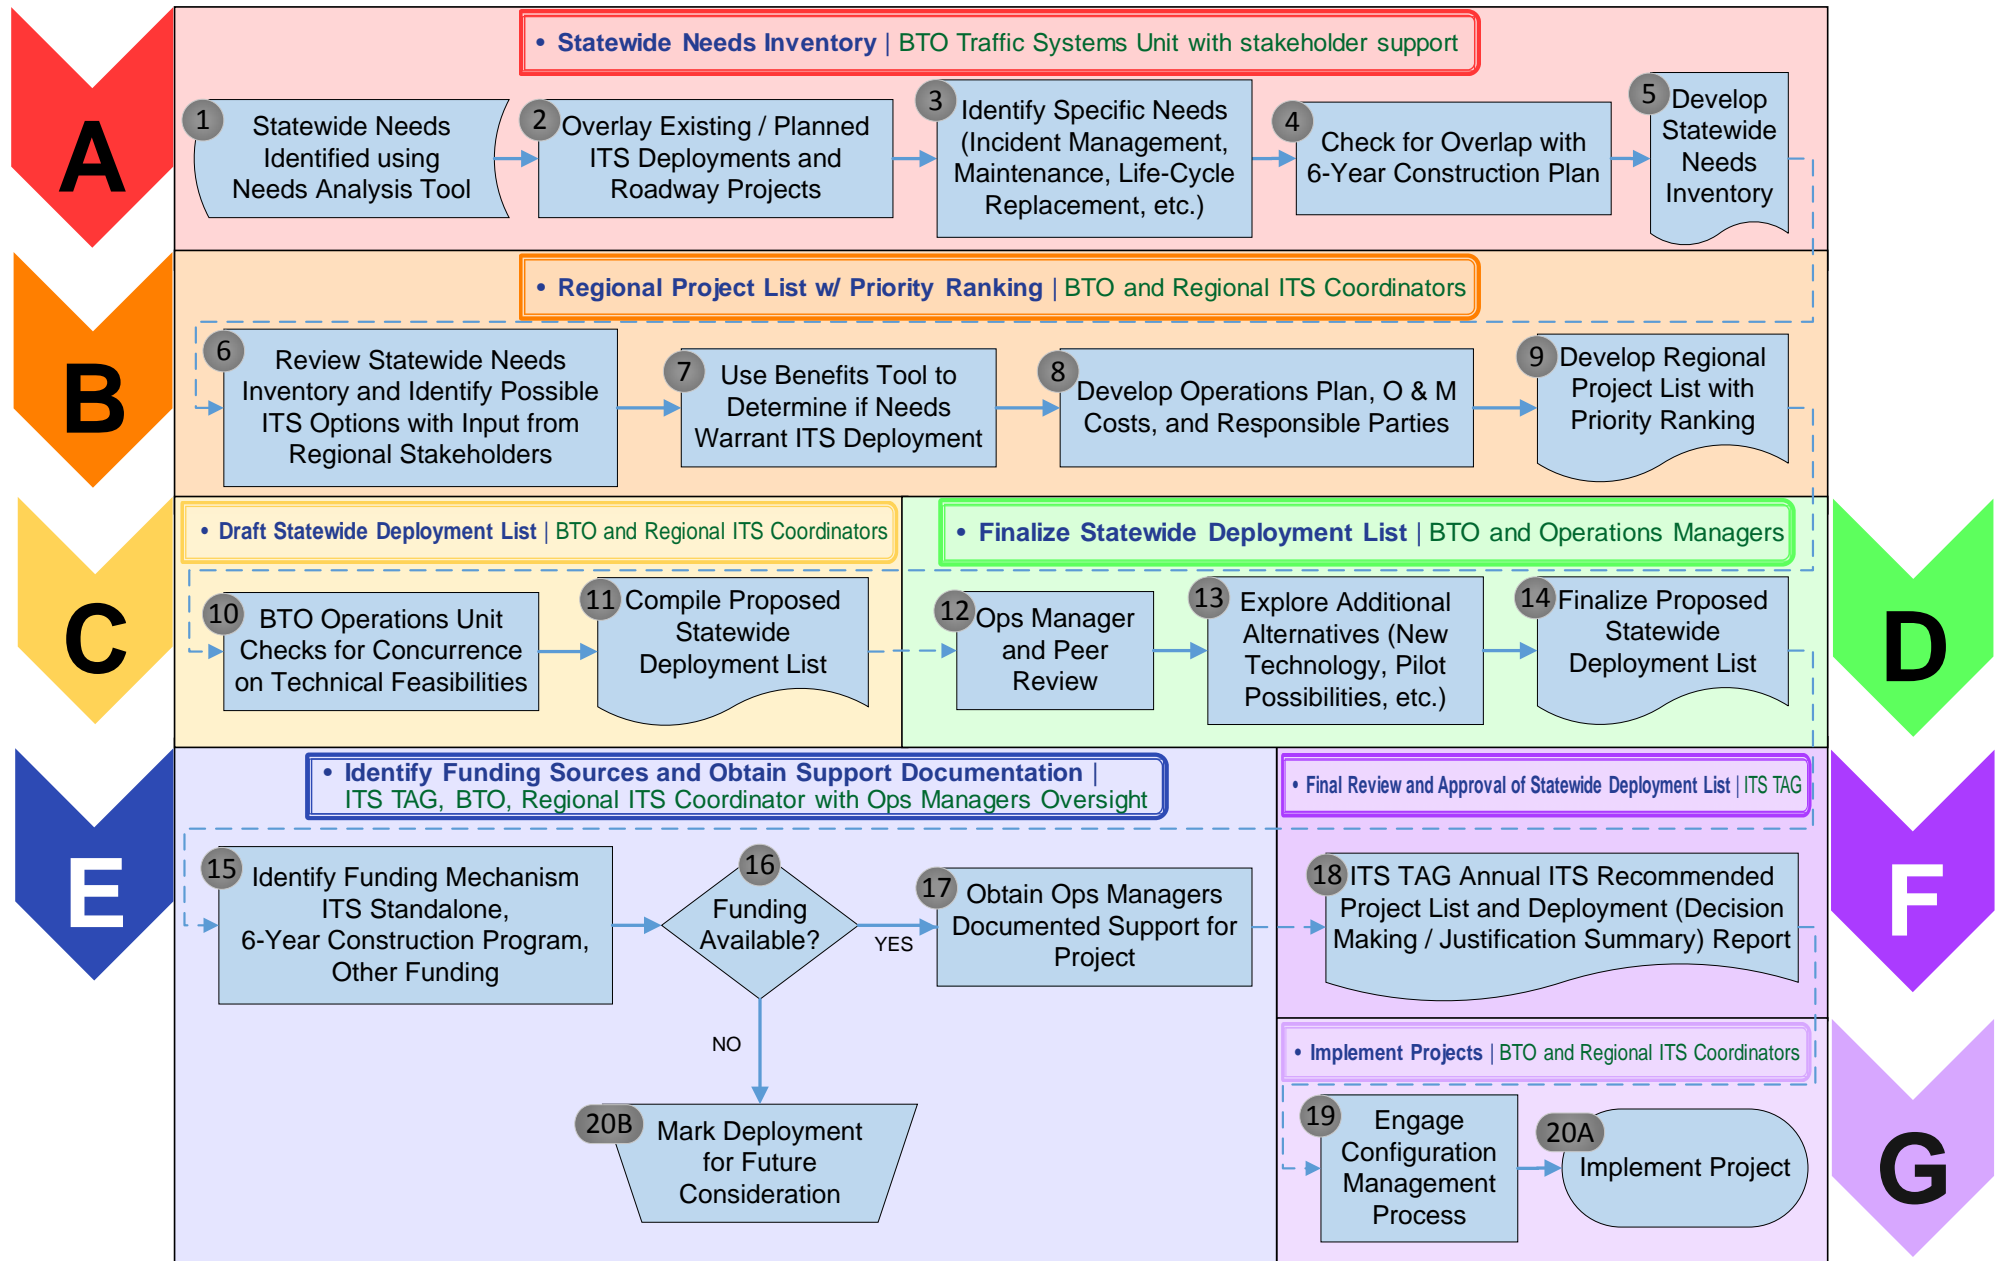 A
• Statewide Needs Inventory | BTO Traffic Systems Unit with stakeholder support
1
Statewide Needs
Identified using
Needs Analysis Tool
2
Overlay Existing / Planned
ITS Deployments and
Roadway Projects
3
Identify Specific Needs
(Incident Management,
Maintenance, Life-Cycle
Replacement, etc.)
4
Check for Overlap with
6-Year Construction Plan
5
Develop
Statewide
Needs
Inventory
B
• Regional Project List w/ Priority Ranking | BTO and Regional ITS Coordinators
6
Review Statewide Needs
Inventory and Identify Possible
ITS Options with Input from
Regional Stakeholders
7
Use Benefits Tool to
Determine if Needs
Warrant ITS Deployment
8
Develop Operations Plan, O & M
Costs, and Responsible Parties
9
Develop Regional
Project List with
Priority Ranking
C
• Draft Statewide Deployment List | BTO and Regional ITS Coordinators
10
BTO Operations Unit
Checks for Concurrence
on Technical Feasibilities
11
Compile Proposed
Statewide
Deployment List
D
• Finalize Statewide Deployment List | BTO and Operations Managers
12
Ops Manager
and Peer
Review
13
Explore Additional
Alternatives (New
Technology, Pilot
Possibilities, etc.)
14
Finalize Proposed
Statewide
Deployment List
E
• Identify Funding Sources and Obtain Support Documentation |
ITS TAG, BTO, Regional ITS Coordinator with Ops Managers Oversight
15
Identify Funding Mechanism
ITS Standalone,
6-Year Construction Program,
Other Funding
16
Funding
Available?
YES
NO
17
Obtain Ops Managers
Documented Support for
Project
20B
Mark Deployment
for Future
Consideration
F
• Final Review and Approval of Statewide Deployment List | ITS TAG
18
ITS TAG Annual ITS Recommended
Project List and Deployment (Decision
Making / Justification Summary) Report
G
• Implement Projects | BTO and Regional ITS Coordinators
19
Engage
Configuration
Management
Process
20A
Implement Project